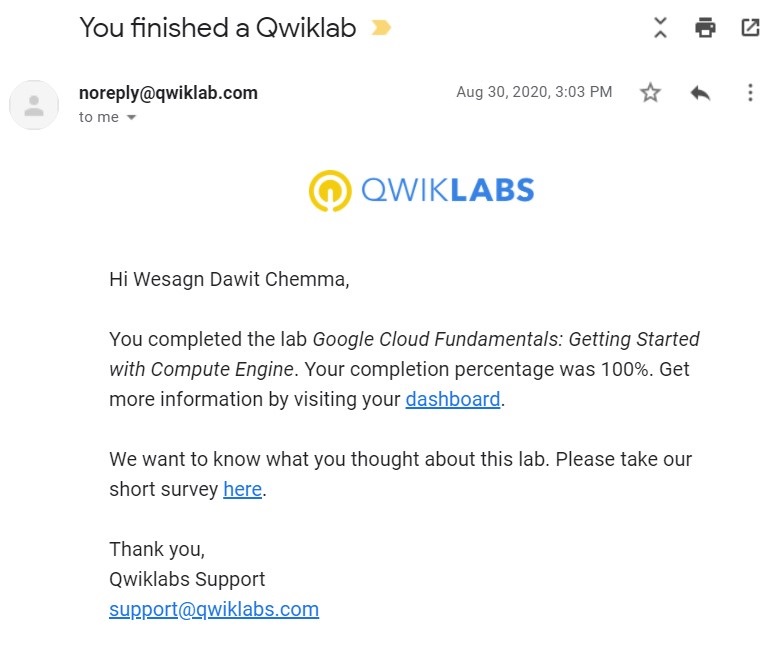 You finished a Qwiklab
noreply@qwiklab.com
Aug 30, 2020, 3:03 PM
to me
QWIKLABS
Hi Wesagn Dawit Chemma,
You completed the lab Google Cloud Fundamentals: Getting Started
with Compute Engine. Your completion percentage was 100%. Get
more information by visiting your dashboard.
We want to know what you thought about this lab. Please take our
short survey here.
Thank you,
Qwiklabs Support
support@qwiklabs.com